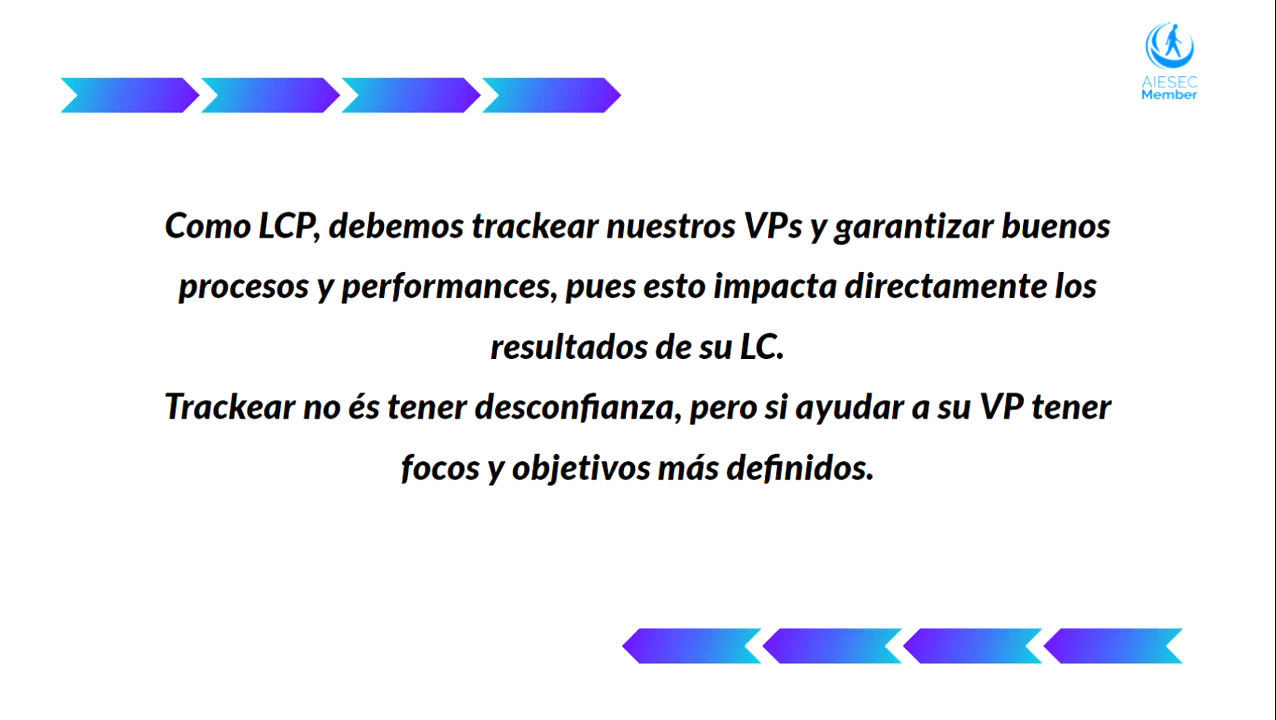 AIESEC
Member
Como LCP, debemos trackear nuestros VPs y garantizar buenos
procesos y performances, pues esto impacta directamente los
resultados de su LC.
Trackear no és tener desconfianza, pero si ayudar a su VP tener
focos y objetivos más definidos.